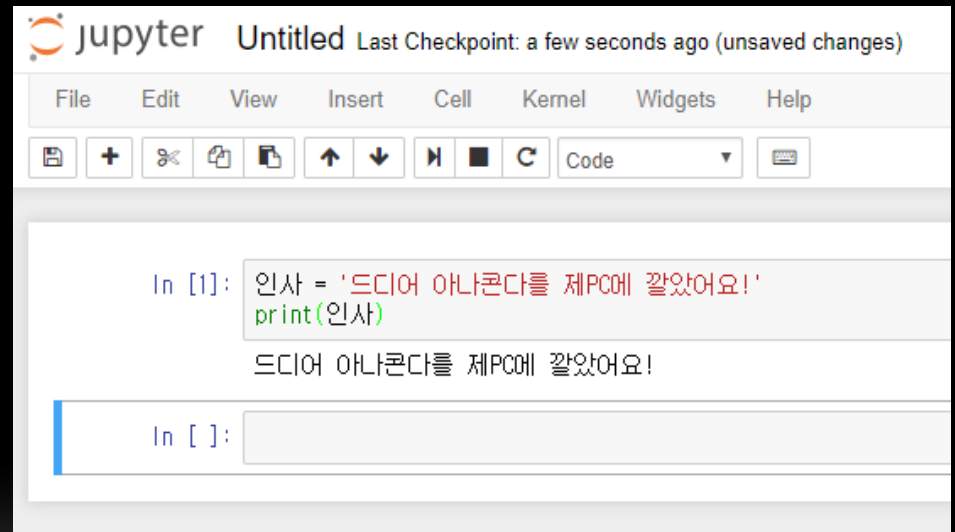 jupyter Untitled Last Checkpoint: a few seconds ago (unsaved changes)
File Edit View Insert Cell Kernel Widgets Help
Code
In [1]: 인사 = '드디어 아나콘다를 제PC에 깔았어요!'
print(인사)
드디어 아나콘다를 제PC에 깔았어요!
In [ ]: